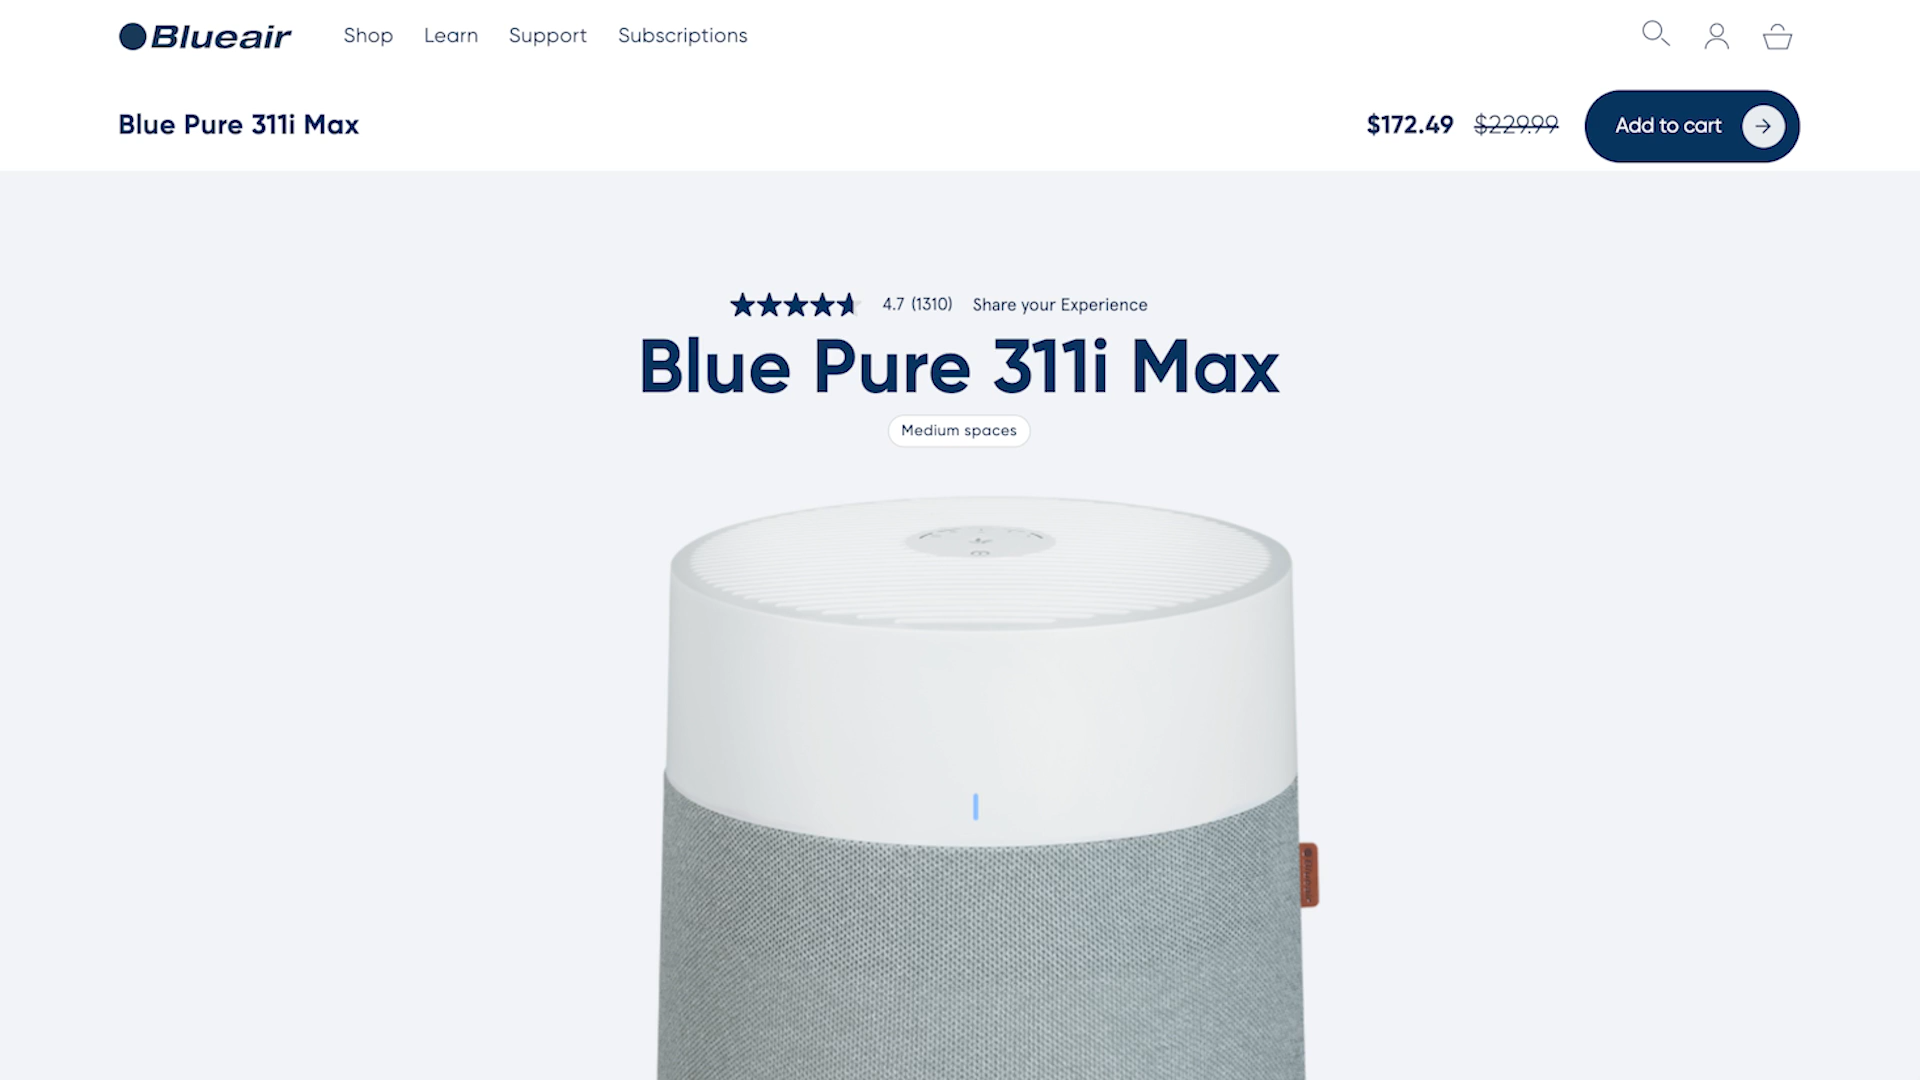 Blueair Shop Learn Support Subscriptions
Blue Pure 311i Max $172.49 $229.99 Add to cart
4.7 (1310) Share your Experience
Blue Pure 311i Max
Medium spaces